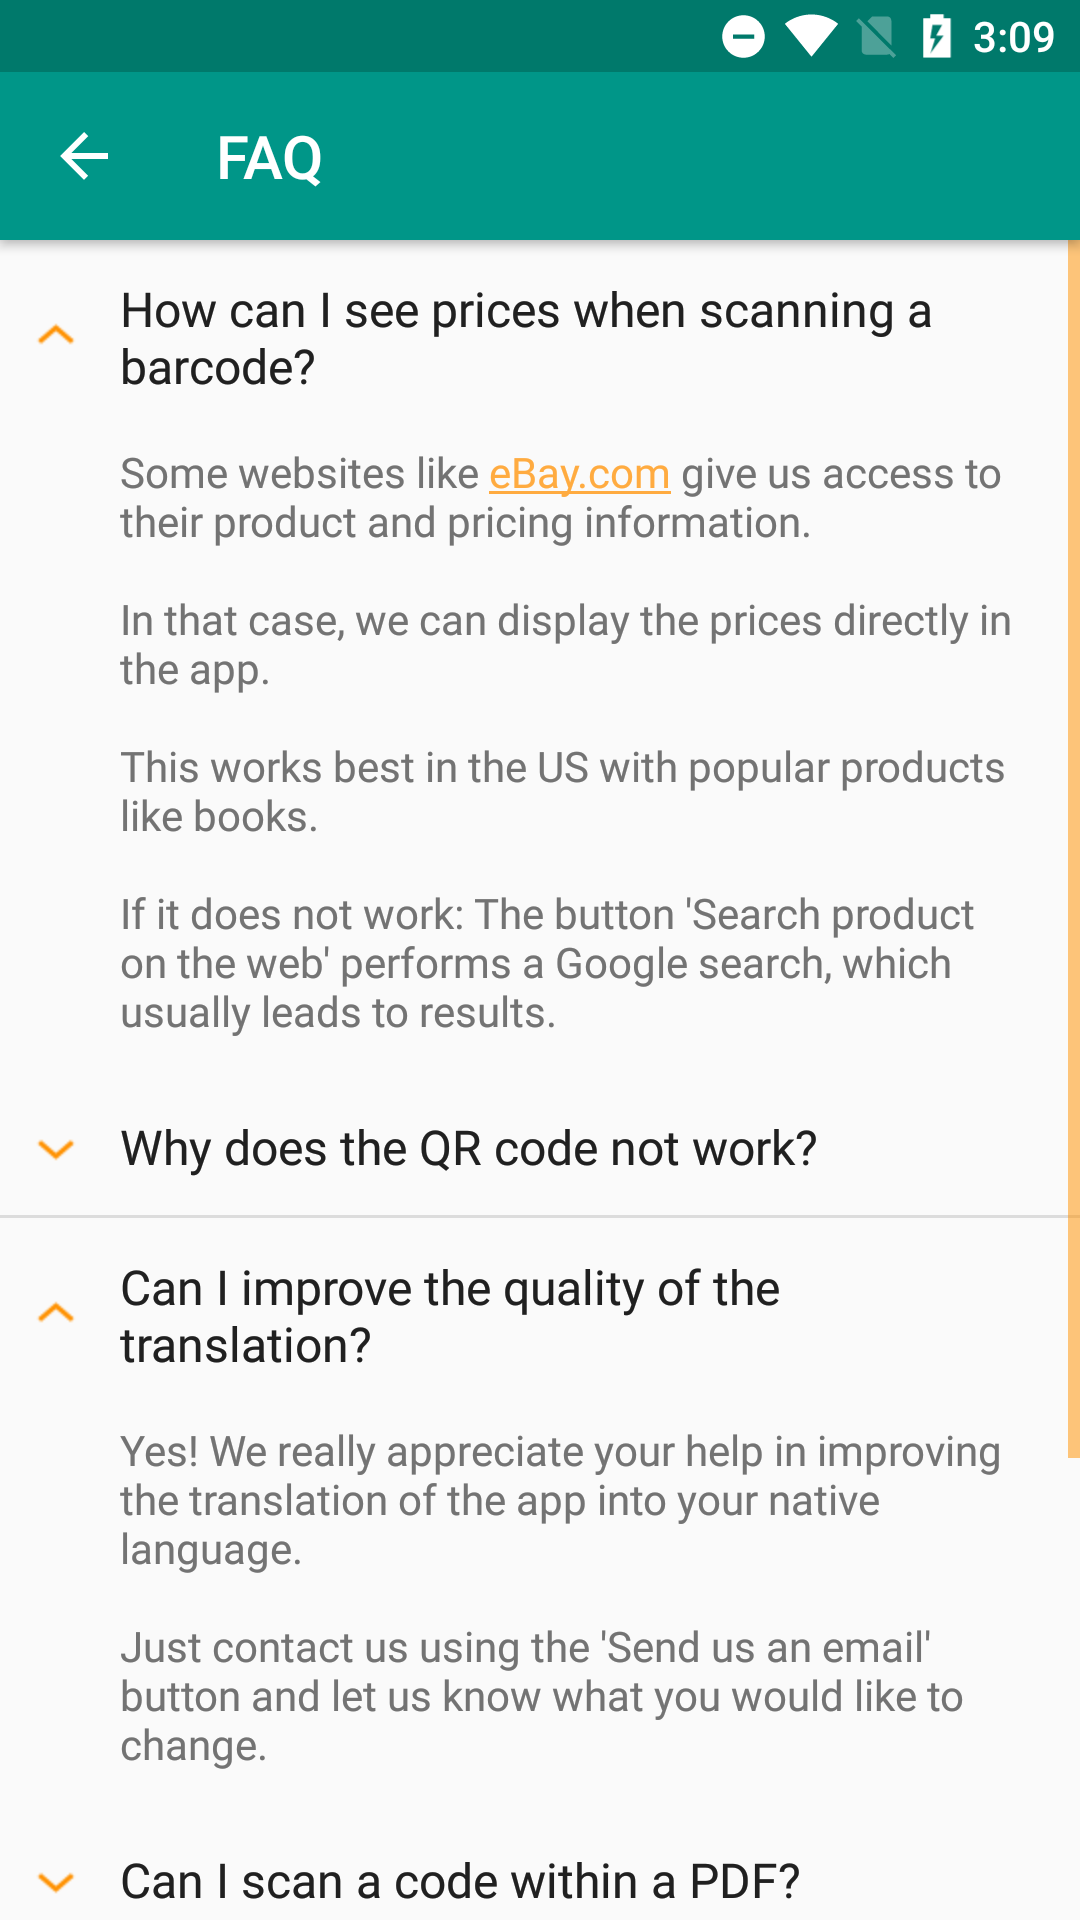 3:09
FAQ
How can I see prices when scanning a
barcode?
Some websites like eBay.com give us access to
their product and pricing information.
In that case, we can display the prices directly in
the app.
This works best in the US with popular products
like books.
If it does not work: The button 'Search product
on the web' performs a Google search, which
usually leads to results.
Why does the QR code not work?
Can I improve the quality of the
translation?
Yes! We really appreciate your help in improving
the translation of the app into your native
language.
Just contact us using the 'Send us an email'
button and let us know what you would like to
change.
Can I scan a code within a PDF?